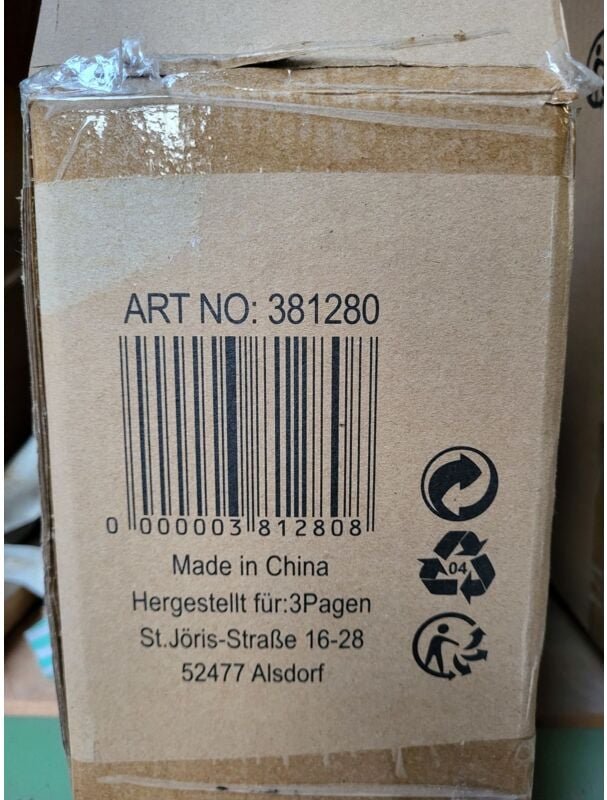 ART NO: 381280
0 000003 812808
Made in China
Hergestellt für:3Pagen
St.Jöris-Straße 16-28
52477 Alsdorf
04